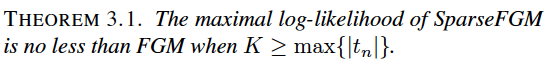 THEOREM 3.1. The maximal log-likelihood of SparseFGM
is no less than FGM when K ≥ max{|tₙ|}.